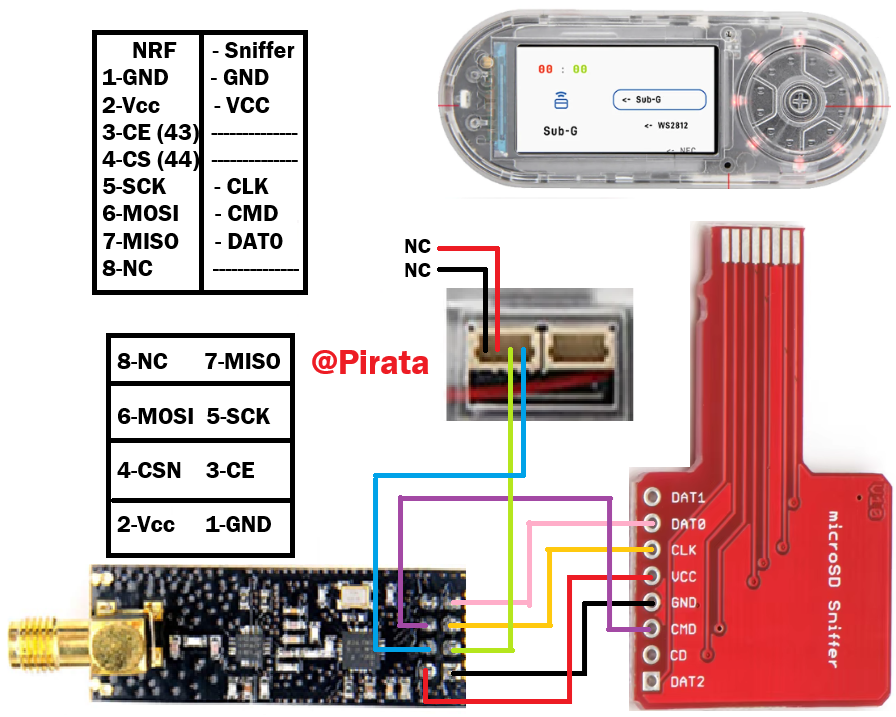 NRF - Sniffer
1-GND - GND
2-Vcc - VCC
3-CE (43) --------------
4-CS (44) --------------
5-SCK - CLK
6-MOSI - CMD
7-MISO - DAT0
8-NC --------------
00 : 00
<- Sub-G
Sub-G
<- WS2812
<- NFC
NC
NC
@Pirata
8-NC 7-MISO
6-MOSI 5-SCK
4-CSN 3-CE
2-Vcc 1-GND
DAT1
DAT0
CLK
VCC
GND
CMD
CD
DAT2
microSD Sniffer
V10